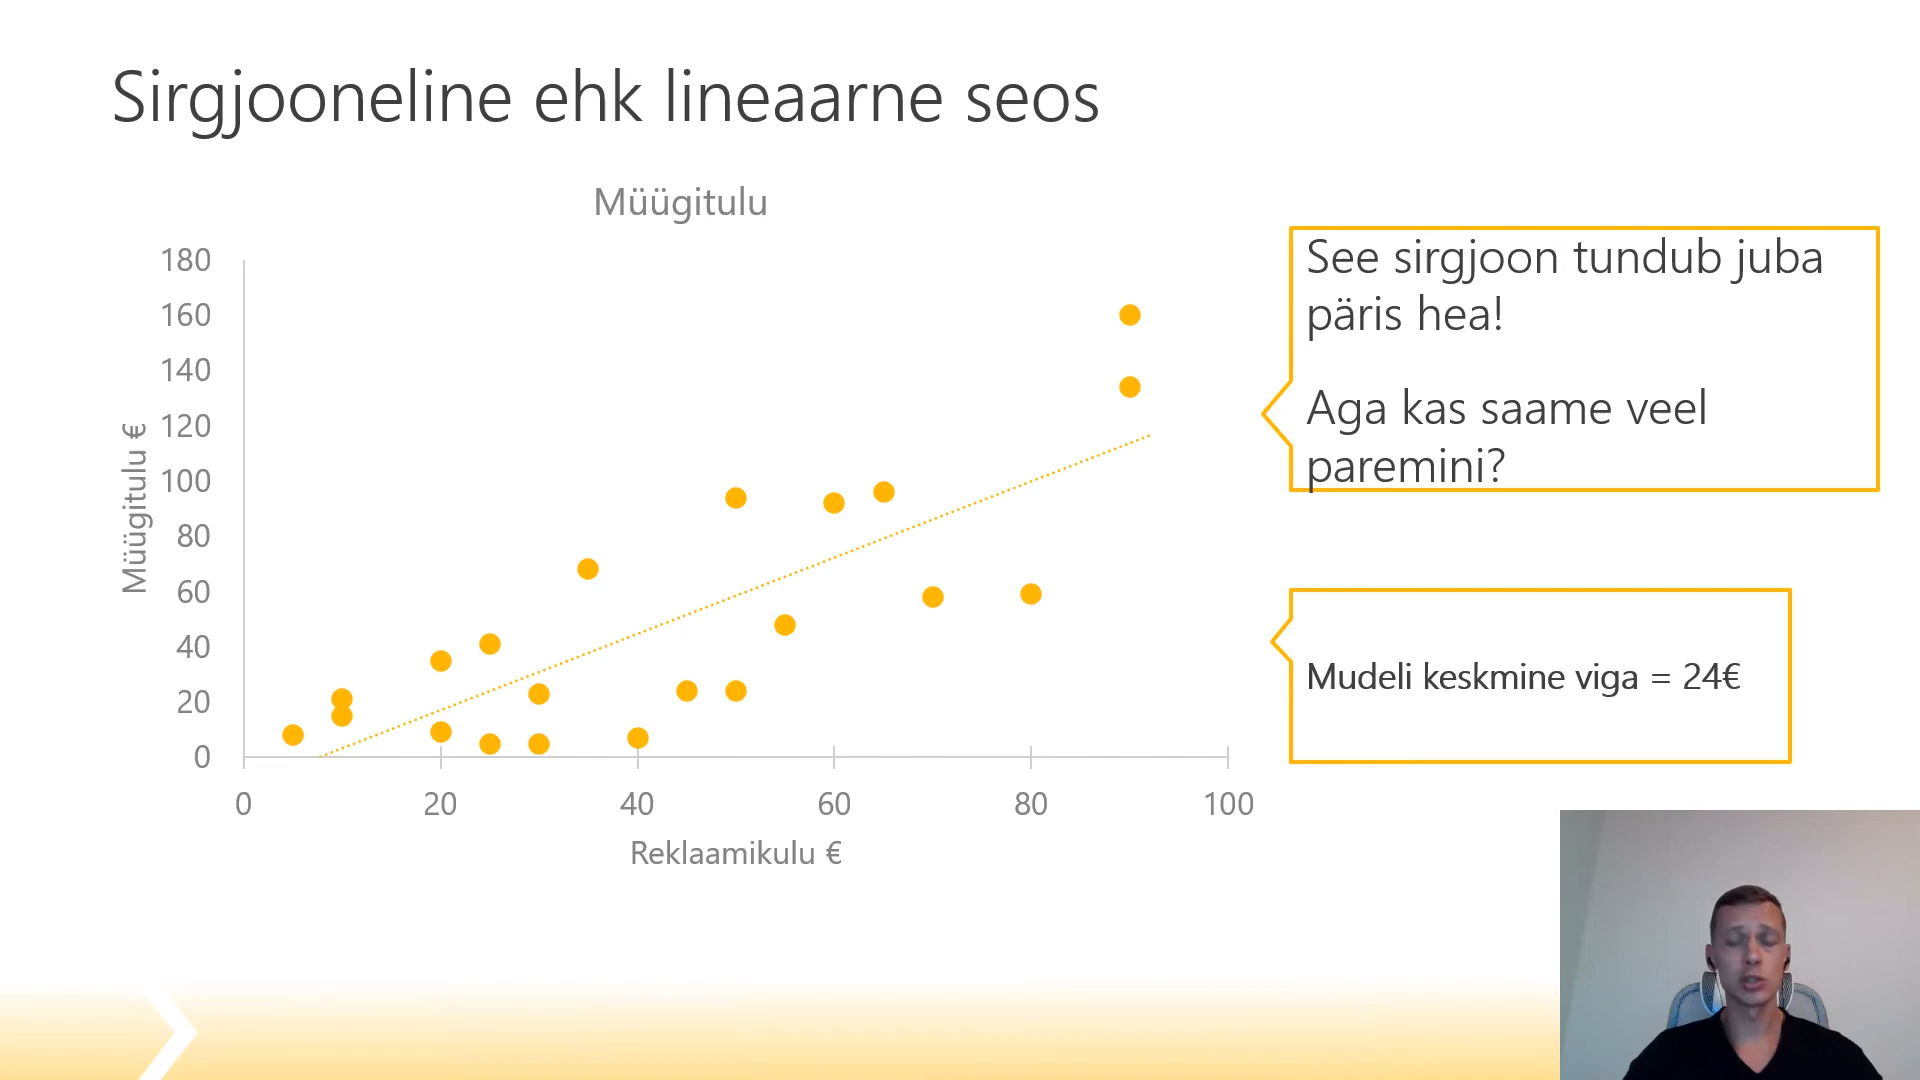 Sirgjooneline ehk lineaarne seos
Müügitulu
180
160
140
120
100
80
60
40
20
0
Müügitulu €
0 20 40 60 80 100
Reklaamikulu €
See sirgjoon tundub juba
päris hea!
Aga kas saame veel
paremini?
Mudeli keskmine viga = 24€